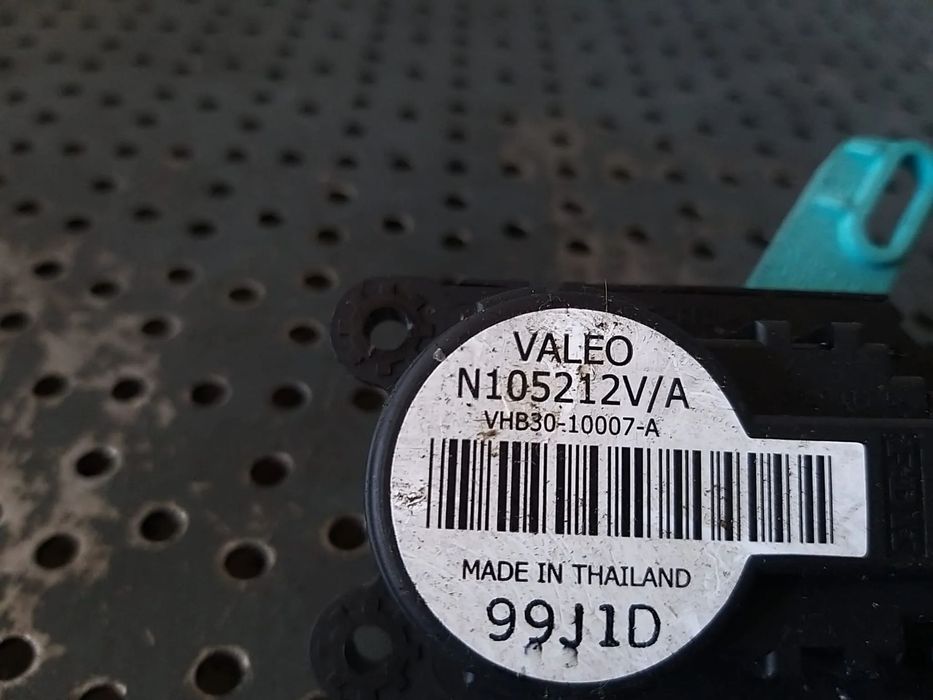 VALEO
N105212V/A
VHB30-10007-A
MADE IN THAILAND
99J1D